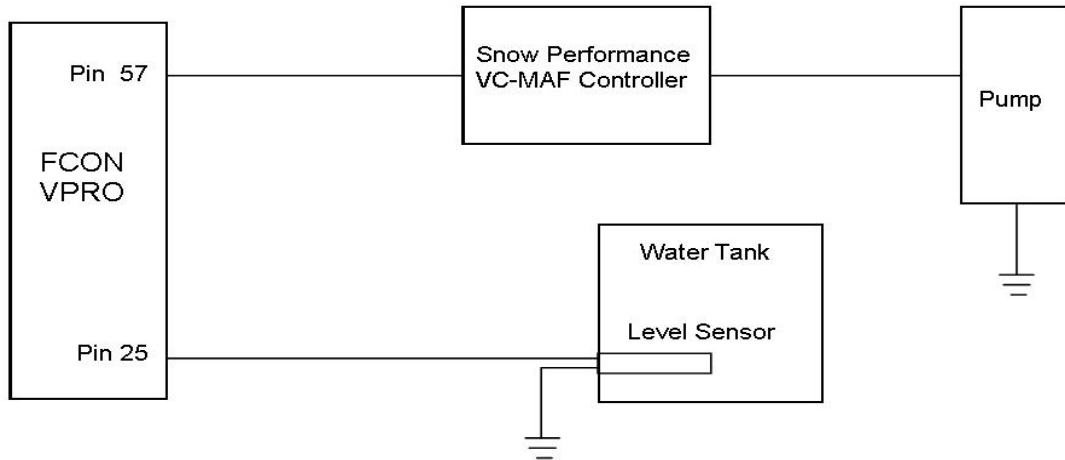 Pin 57
FCON
VPRO
Pin 25
Snow Performance
VC-MAF Controller
Pump
Water Tank
Level Sensor